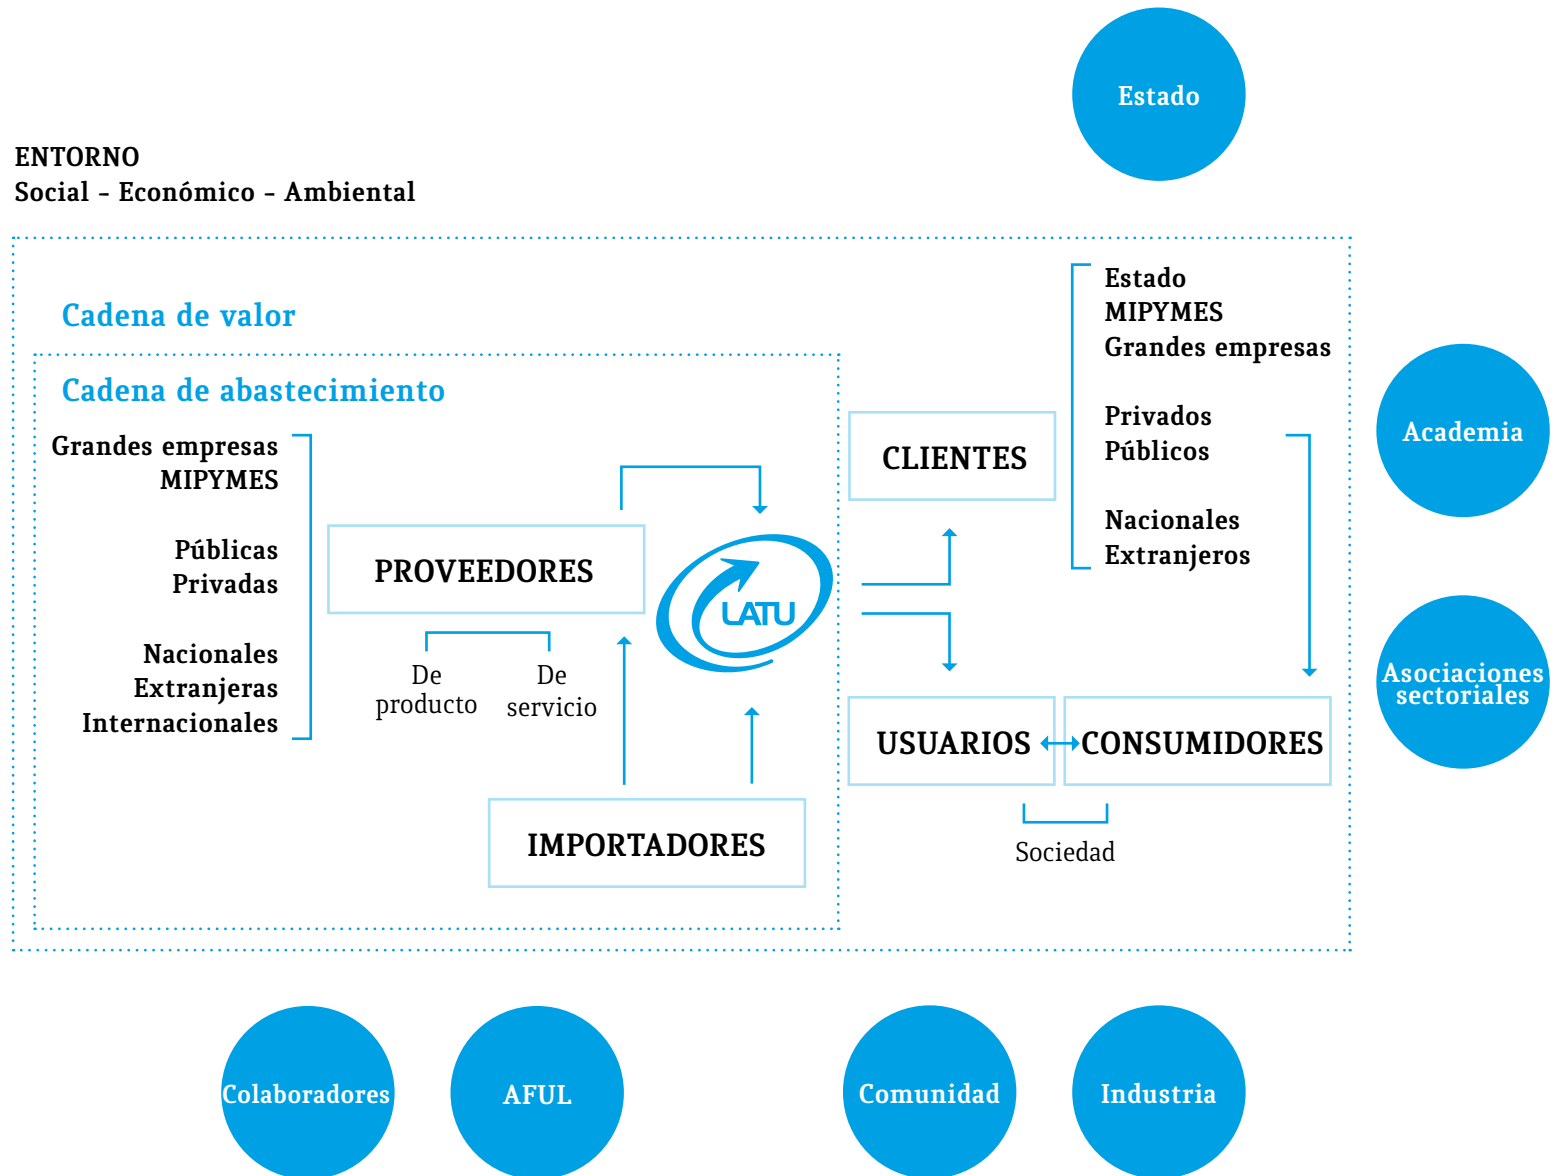 Estado
ENTORNO
Social - Económico - Ambiental
Cadena de valor
Cadena de abastecimiento
Grandes empresas
MIPYMES
Públicas
Privadas
Nacionales
Extranjeras
Internacionales
PROVEEDORES
De
producto
De
servicio
IMPORTADORES
LATU
CLIENTES
Estado
MIPYMES
Grandes empresas
Privados
Públicos
Nacionales
Extranjeros
USUARIOS
CONSUMIDORES
Sociedad
Academia
Asociaciones
sectoriales
Colaboradores
AFUL
Comunidad
Industria